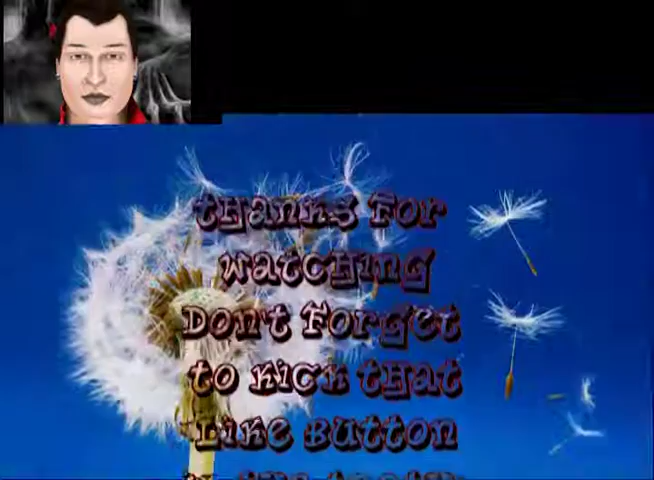 thanks for
watching
Don't forget
to kick that
Like Button